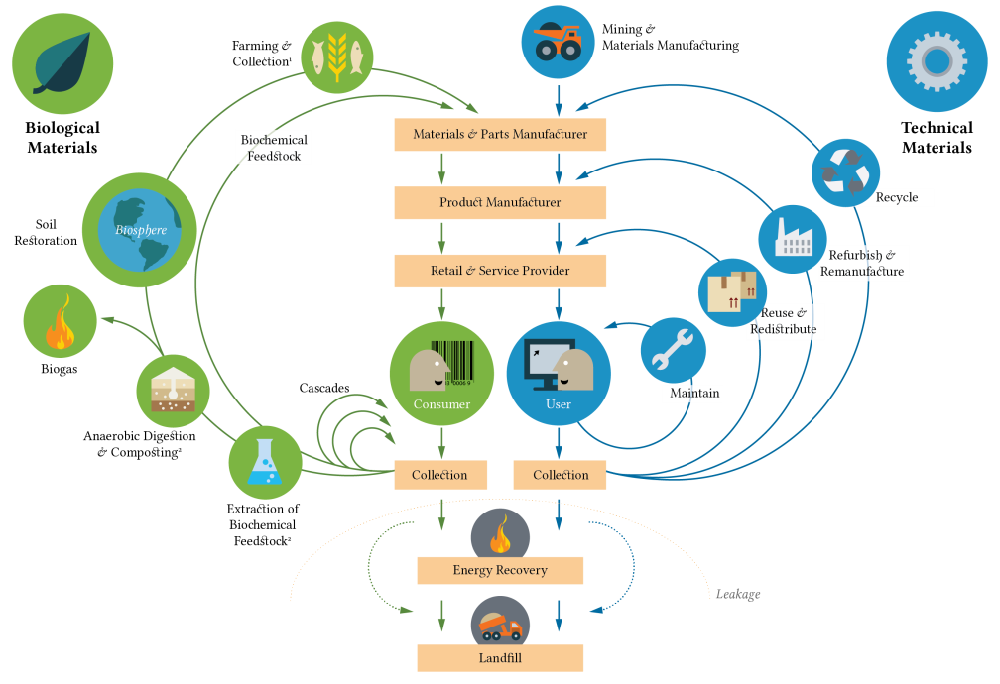 Biological
Materials
Farming &
Collection¹
Mining &
Materials Manufacturing
Technical
Materials
Biochemical
Feedstock
Materials & Parts Manufacturer
Recycle
Soil
Restoration
Biosphere
Product Manufacturer
Refurbish &
Remanufacture
Retail & Service Provider
Reuse &
Redistribute
Biogas
Cascades
Consumer
User
Maintain
Anaerobic Digestion
& Composting²
Collection
Collection
Extraction of
Biochemical
Feedstock²
Energy Recovery
Leakage
Landfill